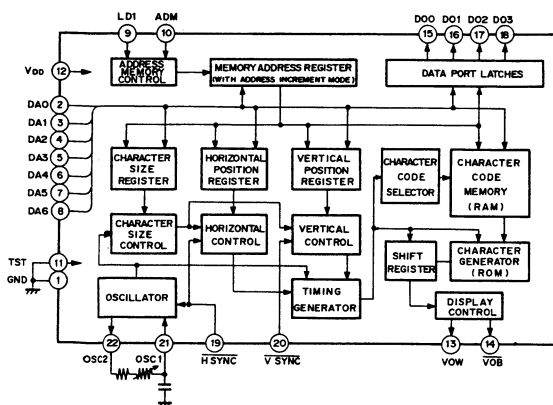 LD1 ADM
9 10
DO0 DO1 DO2 DO3
15 16 17 18
VDD 12
ADDRESS
MEMORY
CONTROL
MEMORY ADDRESS REGISTER
(WITH ADDRESS INCREMENT MODE)
DATA PORT LATCHES
DA0 2
DA1 3
DA2 4
DA3 5
DA4 6
DA5 7
DA6 8
CHARACTER
SIZE
REGISTER
HORIZONTAL
POSITION
REGISTER
VERTICAL
POSITION
REGISTER
CHARACTER
CODE
SELECTOR
CHARACTER
CODE
MEMORY
(RAM)
CHARACTER
SIZE
CONTROL
HORIZONTAL
CONTROL
VERTICAL
CONTROL
SHIFT
REGISTER
CHARACTER
GENERATOR
(ROM)
TST 11
GND 1
OSCILLATOR
TIMING
GENERATOR
DISPLAY
CONTROL
22 21 19 20 13 14
OSC2 OSC1 H SYNC V SYNC VOW VOB